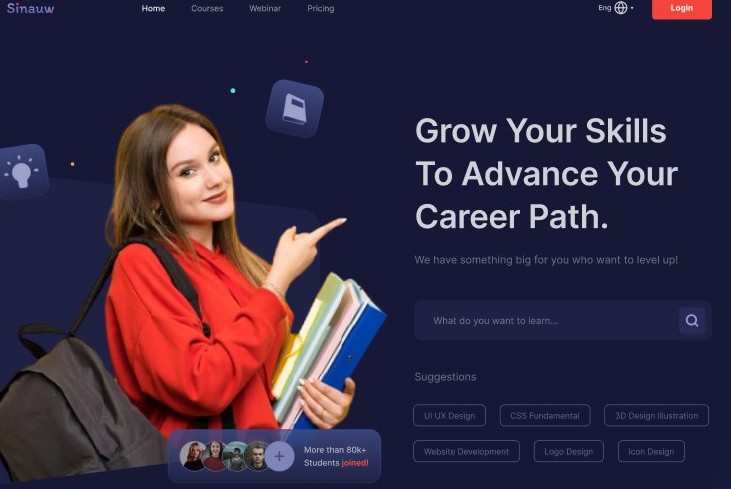 Sinauw
Home Courses Webinar Pricing
Eng
Login
Grow Your Skills
To Advance Your
Career Path.
We have something big for you who want to level up!
What do you want to learn...
Suggestions
UI UX Design CSS Fundamental 3D Design Illustration
Website Development Logo Design Icon Design
More than 80k+
Students joined!